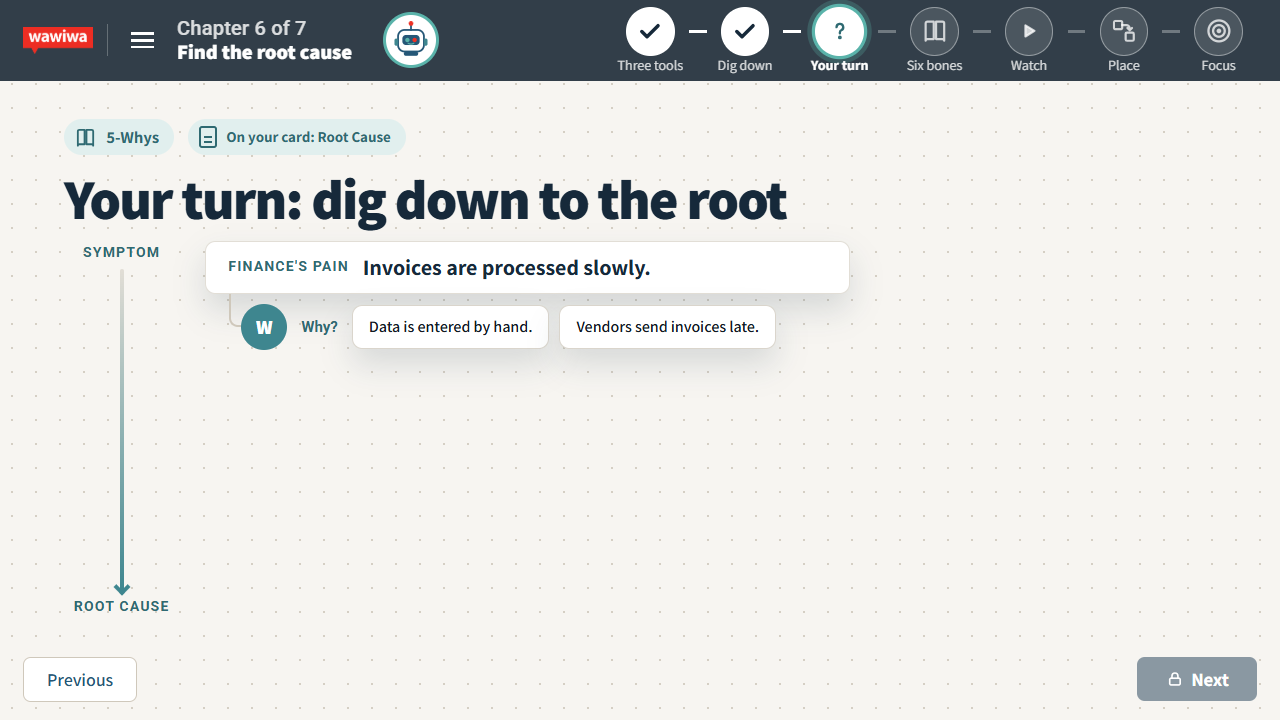 wawiwa
Chapter 6 of 7
Find the root cause
?
Three tools
Dig down
Your turn
Six bones
Watch
Place
Focus
5-Whys
On your card: Root Cause
Your turn: dig down to the root
SYMPTOM
FINANCE'S PAIN Invoices are processed slowly.
W Why? Data is entered by hand. Vendors send invoices late.
ROOT CAUSE
Previous
Next